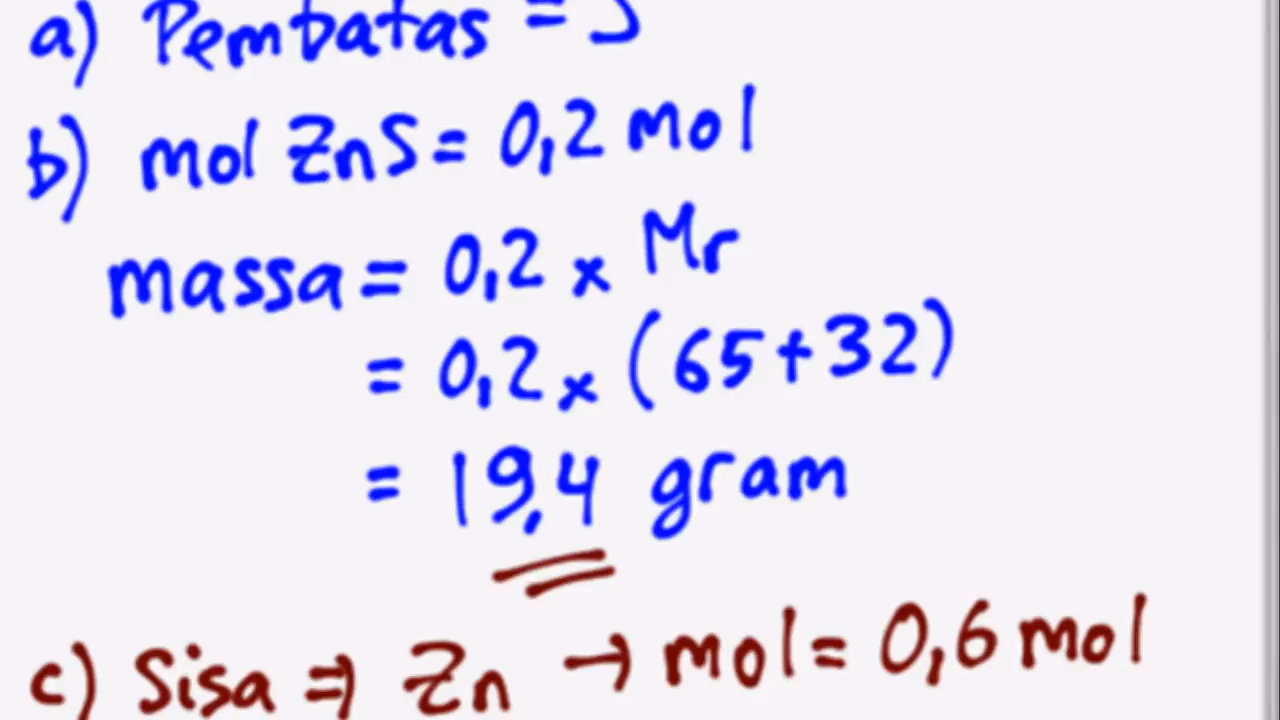 a) Pembatas = S
b) mol ZnS = 0,2 mol
massa = 0,2 x Mr
= 0,2 x (65+32)
= 19,4 gram
c) Sisa ⇒ Zn → mol = 0,6 mol